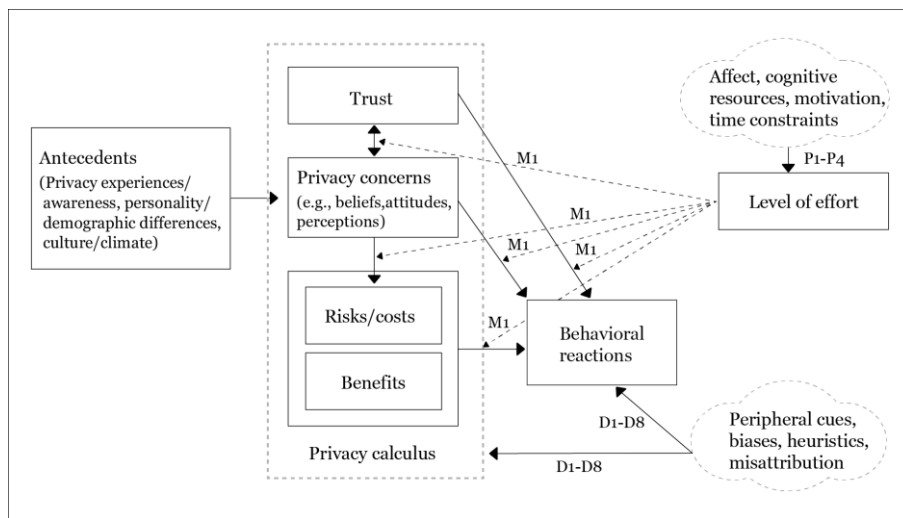 Antecedents
(Privacy experiences/
awareness, personality/
demographic differences,
culture/climate)
Trust
Privacy concerns
(e.g., beliefs,attitudes,
perceptions)
Risks/costs
Benefits
Privacy calculus
M1
M1
M1
M1
M1
Affect, cognitive
resources, motivation,
time constraints
P1-P4
Level of effort
Behavioral
reactions
D1-D8
D1-D8
Peripheral cues,
biases, heuristics,
misattribution